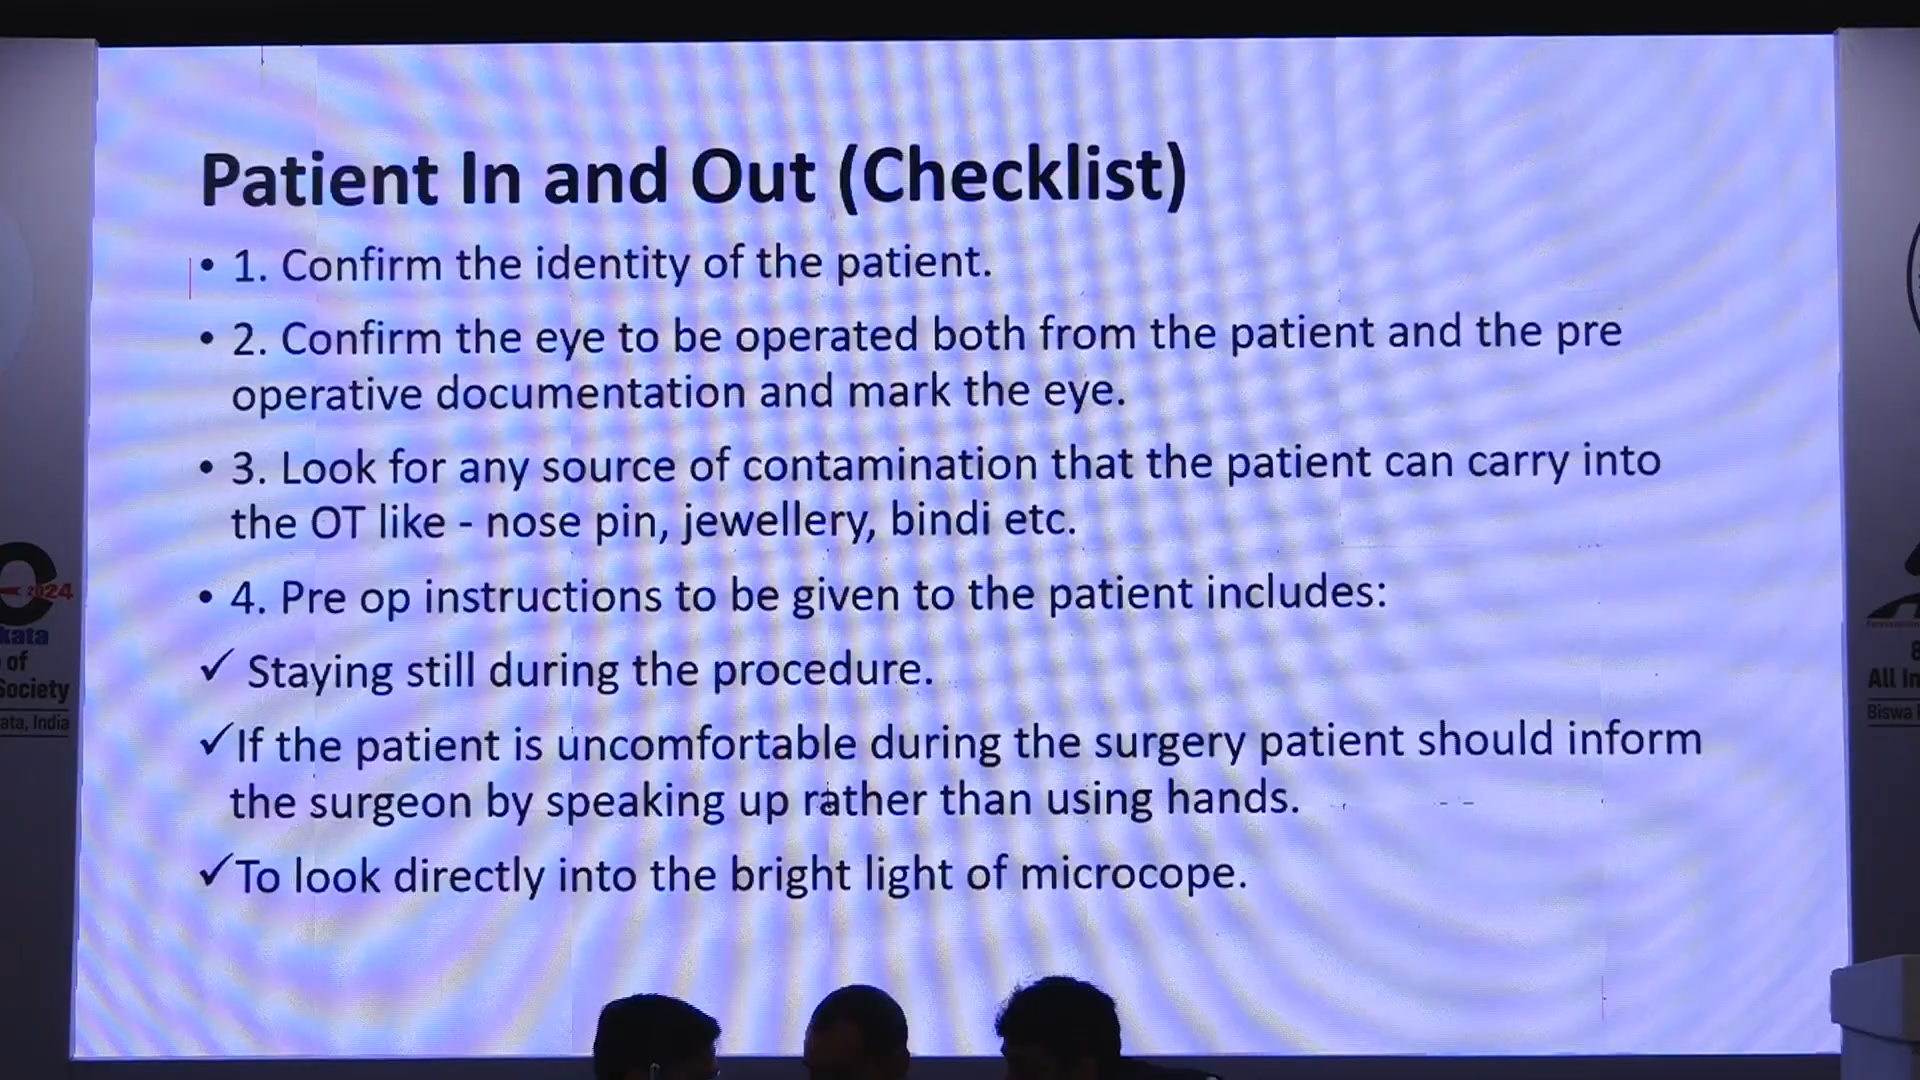 Patient In and Out (Checklist)
• 1. Confirm the identity of the patient.
• 2. Confirm the eye to be operated both from the patient and the pre
operative documentation and mark the eye.
• 3. Look for any source of contamination that the patient can carry into
the OT like - nose pin, jewellery, bindi etc.
• 4. Pre op instructions to be given to the patient includes:
✓ Staying still during the procedure.
✓If the patient is uncomfortable during the surgery patient should inform
the surgeon by speaking up rather than using hands.
✓To look directly into the bright light of microcope.
2024
kata
of
Society
ata, India
All In
Biswa